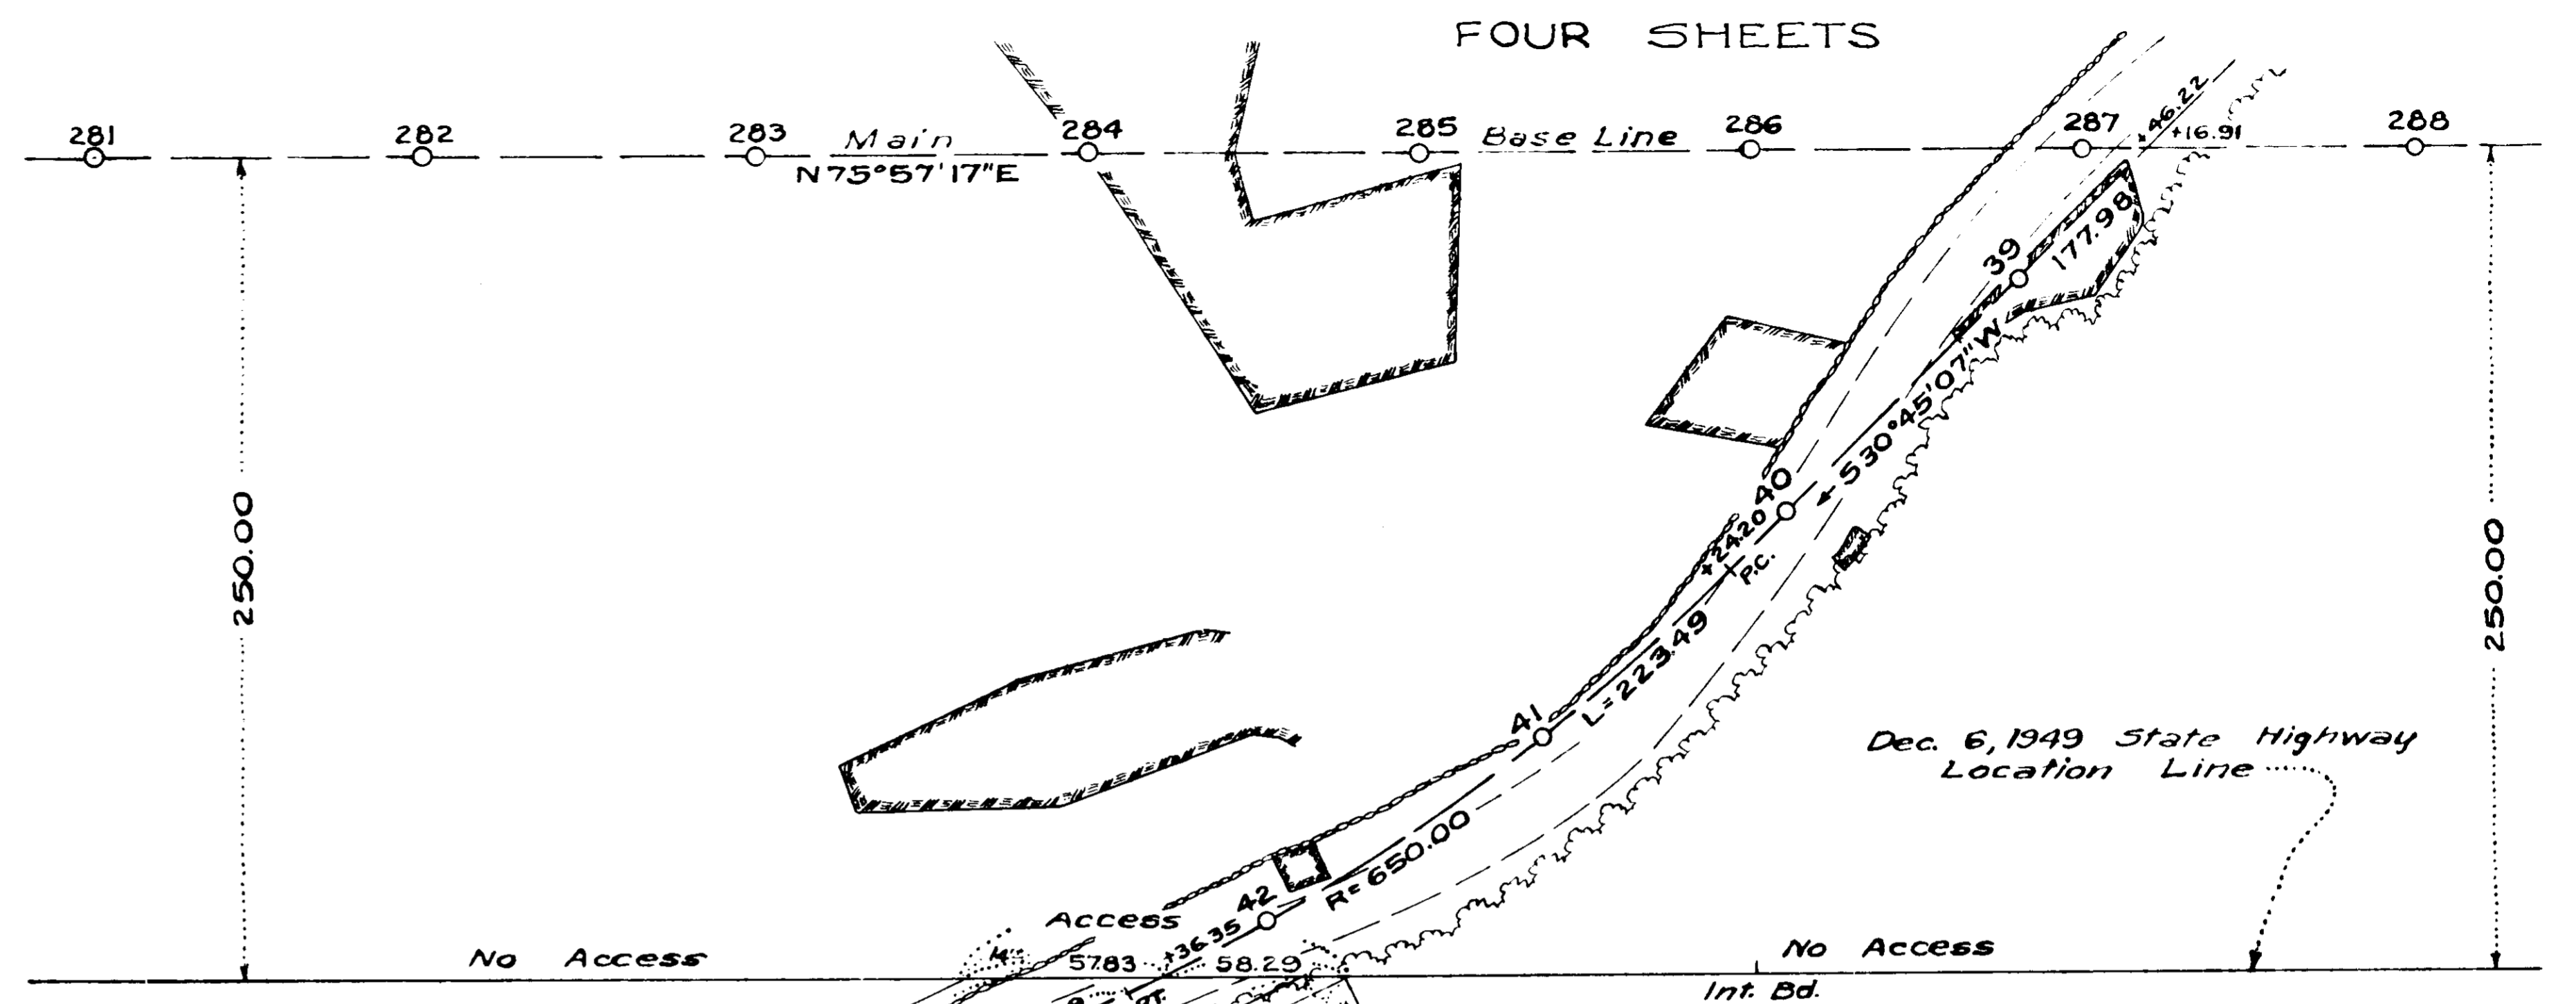 FOUR SHEETS
281
282
283
Main
284
285
Base Line
286
287
+46.22
+16.91
288
N75°57'17"E
177.98
39
S30°45'07"W
250.00
250.00
40
+24.20
P.C.
L=223.49
41
Dec. 6, 1949 State Highway
Location Line
R=650.00
42
+36.35
Access
No Access
57.83
58.29
No Access
P.T.
Int. Bd.